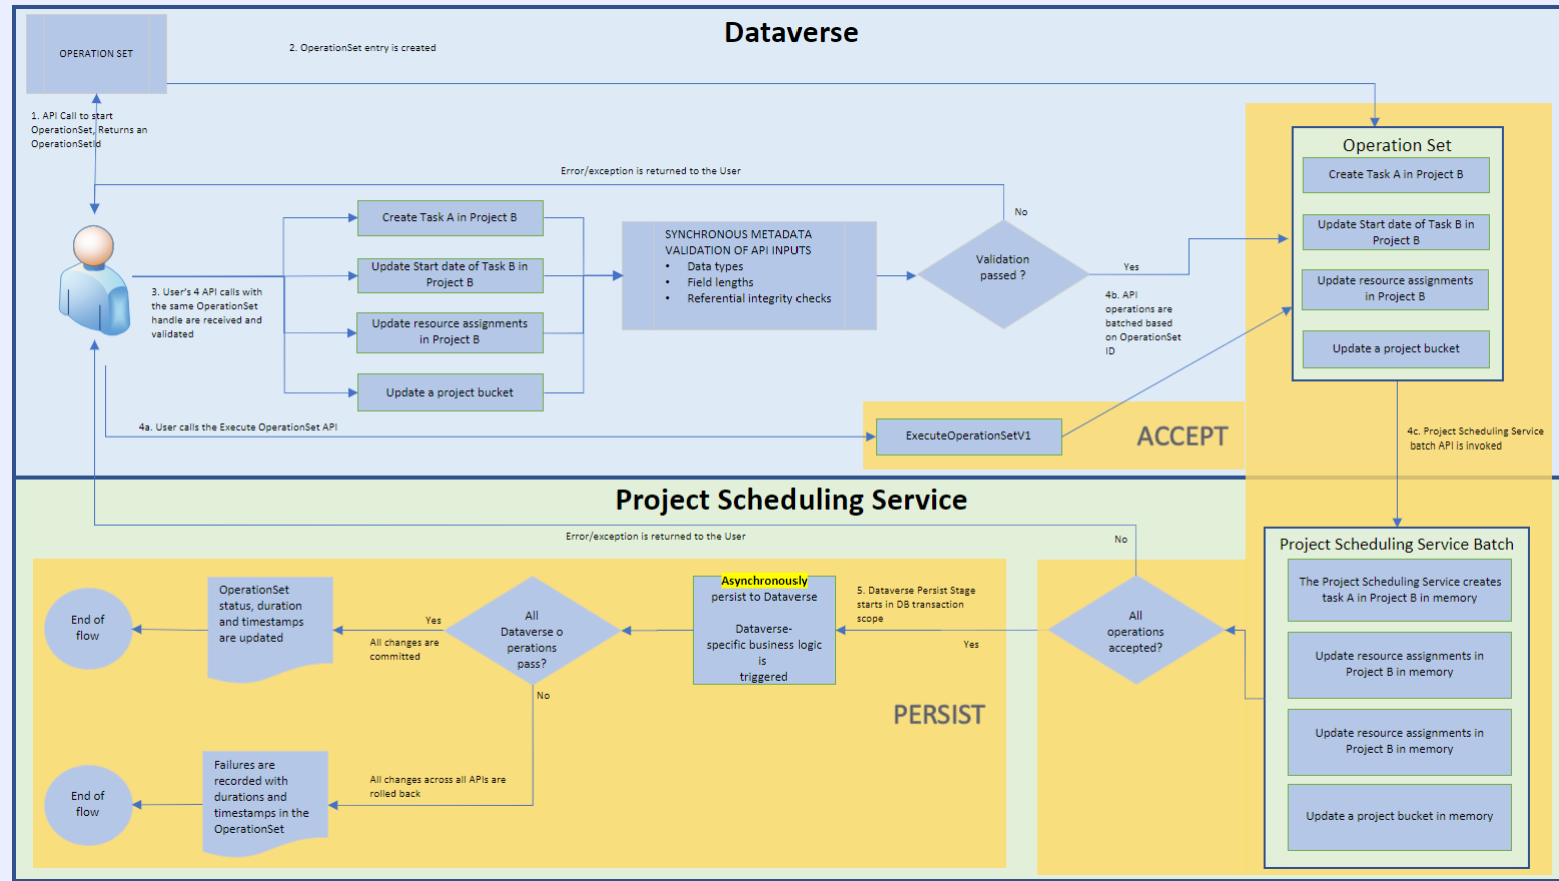 Dataverse
OPERATION SET
2. OperationSet entry is created
1. API Call to start
OperationSet, Returns an
OperationSetId
Operation Set
Create Task A in Project B
Update Start date of Task B in
Project B
Update resource assignments
in Project B
Update a project bucket
Error/exception is returned to the User
No
Create Task A in Project B
Update Start date of Task B in
Project B
Update resource assignments
in Project B
Update a project bucket
SYNCHRONOUS METADATA
VALIDATION OF API INPUTS
• Data types
• Field lengths
• Referential integrity checks
Validation
passed ?
Yes
3. User's 4 API calls with
the same OperationSet
handle are received and
validated
4b. API
operations are
batched based
on OperationSet
ID
4a. User calls the Execute OperationSet API
ExecuteOperationSetV1
ACCEPT
4c. Project Scheduling Service
batch API is invoked
Project Scheduling Service
Error/exception is returned to the User
No
Project Scheduling Service Batch
The Project Scheduling Service creates
task A in Project B in memory
Update resource assignments in
Project B in memory
Update resource assignments in
Project B in memory
Update a project bucket in memory
All
operations
accepted?
5. Dataverse Persist Stage
starts in DB transaction
scope
Yes
Asynchronously
persist to Dataverse
Dataverse-
specific business logic
is
triggered
PERSIST
All
Dataverse o
perations
pass?
Yes
All changes are
committed
OperationSet
status, duration
and timestamps
are updated
End of
flow
No
All changes across all APIs are
rolled back
Failures are
recorded with
durations and
timestamps in the
OperationSet
End of
flow